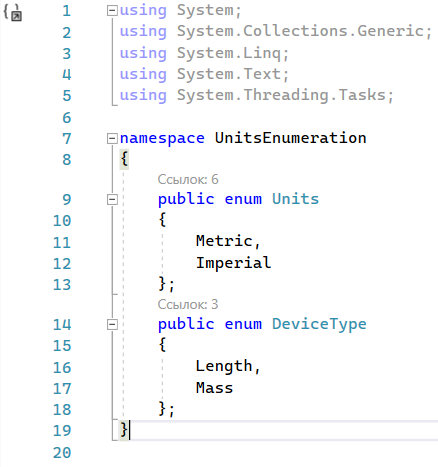 1 using System;
2 using System.Collections.Generic;
3 using System.Linq;
4 using System.Text;
5 using System.Threading.Tasks;
6
7 namespace UnitsEnumeration
8 {
Ссылок: 6
9 public enum Units
10 {
11 Metric,
12 Imperial
13 };
Ссылок: 3
14 public enum DeviceType
15 {
16 Length,
17 Mass
18 };
19 }
20